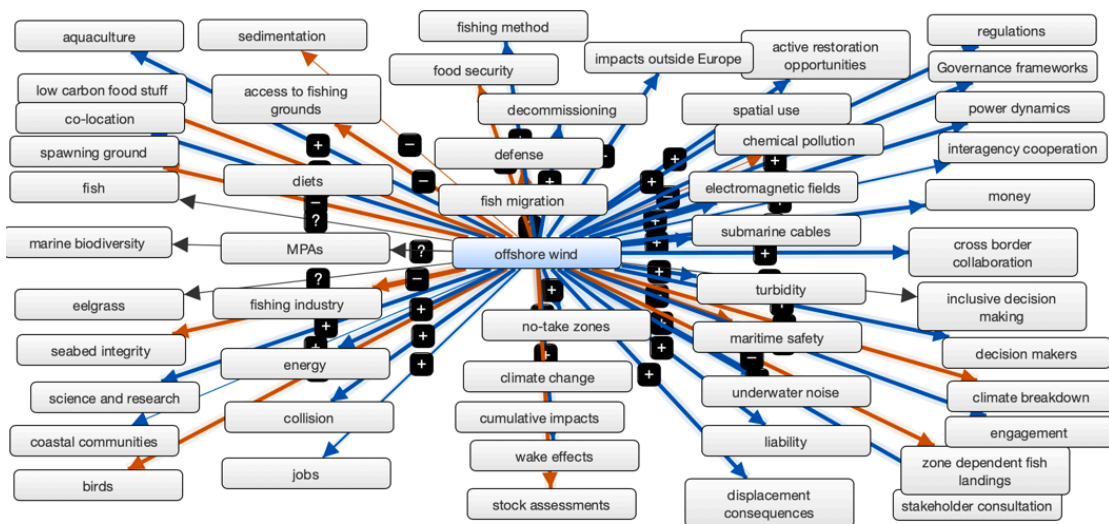 aquaculture
sedimentation
fishing method
food security
impacts outside Europe
active restoration
opportunities
regulations
Governance frameworks
low carbon food stuff
access to fishing
grounds
decommissioning
spatial use
power dynamics
co-location
chemical pollution
spawning ground
defense
interagency cooperation
fish
diets
fish migration
electromagnetic fields
money
submarine cables
marine biodiversity
MPAs
offshore wind
cross border
collaboration
turbidity
eelgrass
fishing industry
inclusive decision
making
no-take zones
maritime safety
seabed integrity
decision makers
energy
climate change
underwater noise
climate breakdown
science and research
collision
cumulative impacts
engagement
coastal communities
liability
wake effects
zone dependent fish
landings
birds
jobs
stock assessments
displacement
consequences
stakeholder consultation